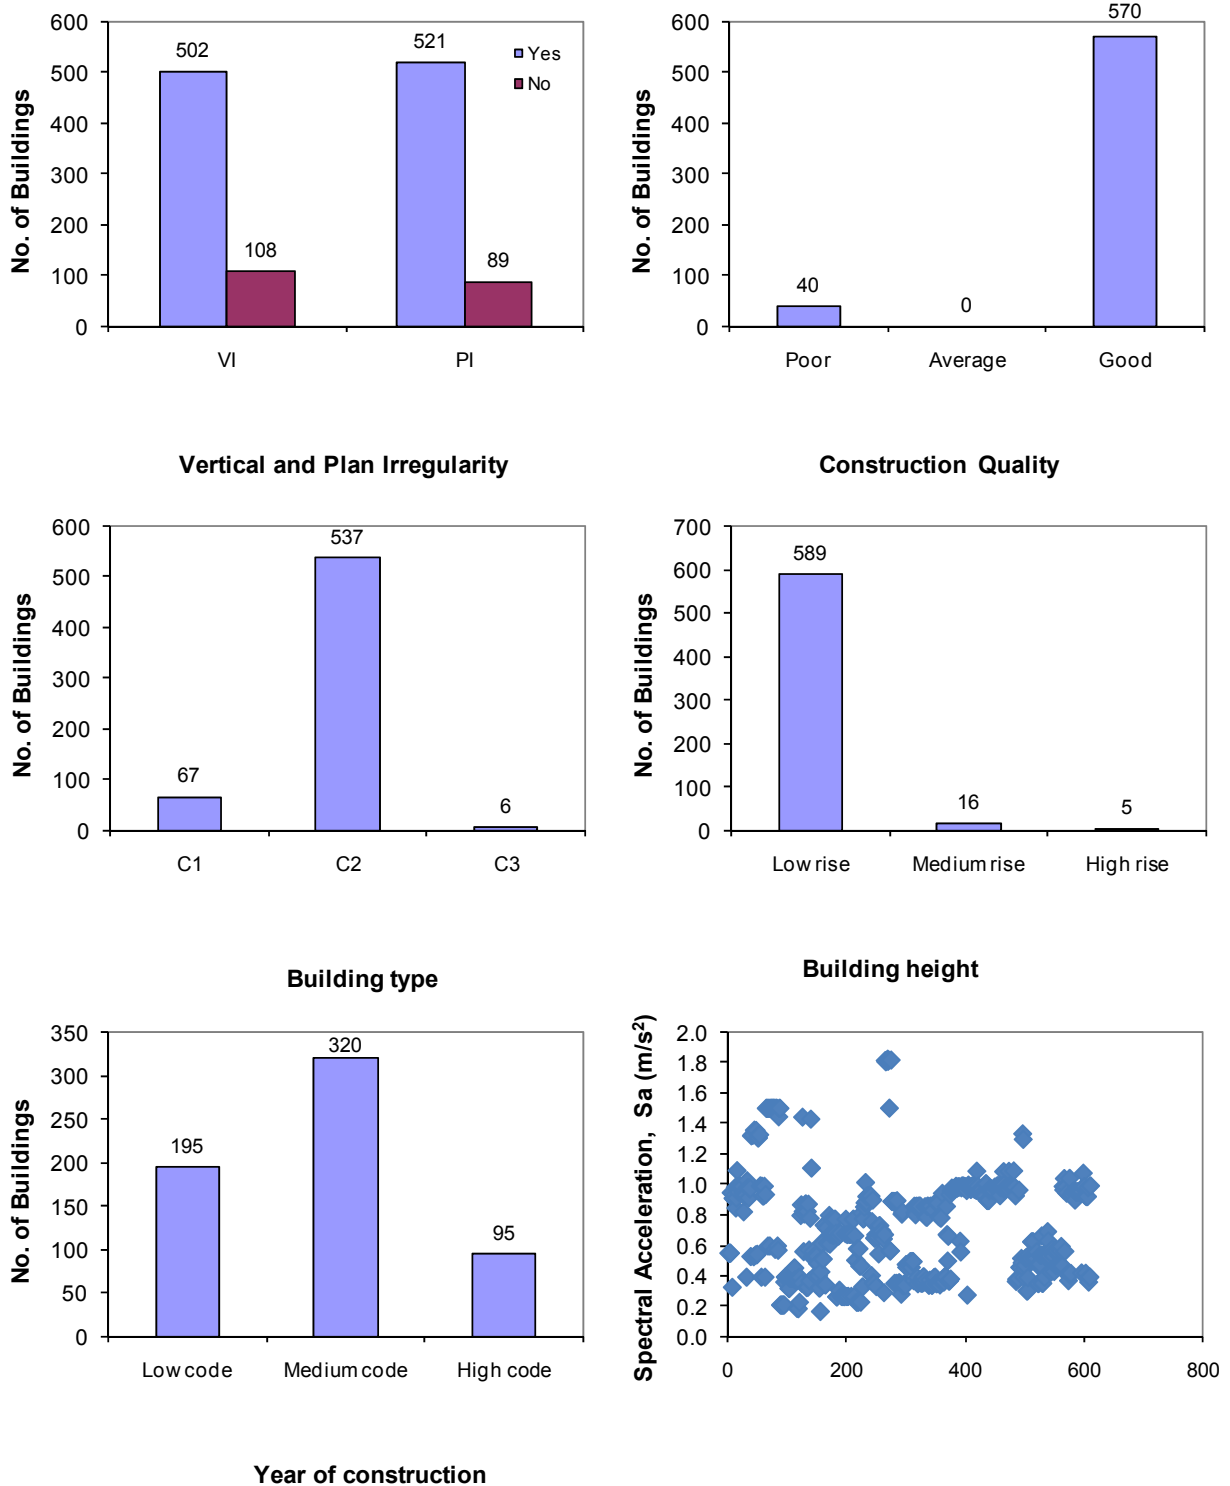 600
500
400
300
200
100
0
No. of Buildings
502
108
521
89
Yes
No
VI
PI
Vertical and Plan Irregularity
600
500
400
300
200
100
0
No. of Buildings
40
0
570
Poor
Average
Good
Construction Quality
600
500
400
300
200
100
0
No. of Buildings
67
537
6
C1
C2
C3
Building type
700
600
500
400
300
200
100
0
No. of Buildings
589
16
5
Low rise
Medium rise
High rise
Building height
350
300
250
200
150
100
50
0
No. of Buildings
195
320
95
Low code
Medium code
High code
Year of construction
2.0
1.8
1.6
1.4
1.2
1.0
0.8
0.6
0.4
0.2
0.0
Spectral Acceleration, Sa (m/s²)
0
200
400
600
800